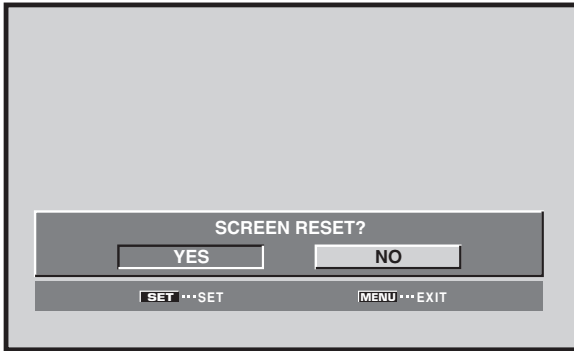 SCREEN RESET?
YES NO
SET ···SET MENU ···EXIT